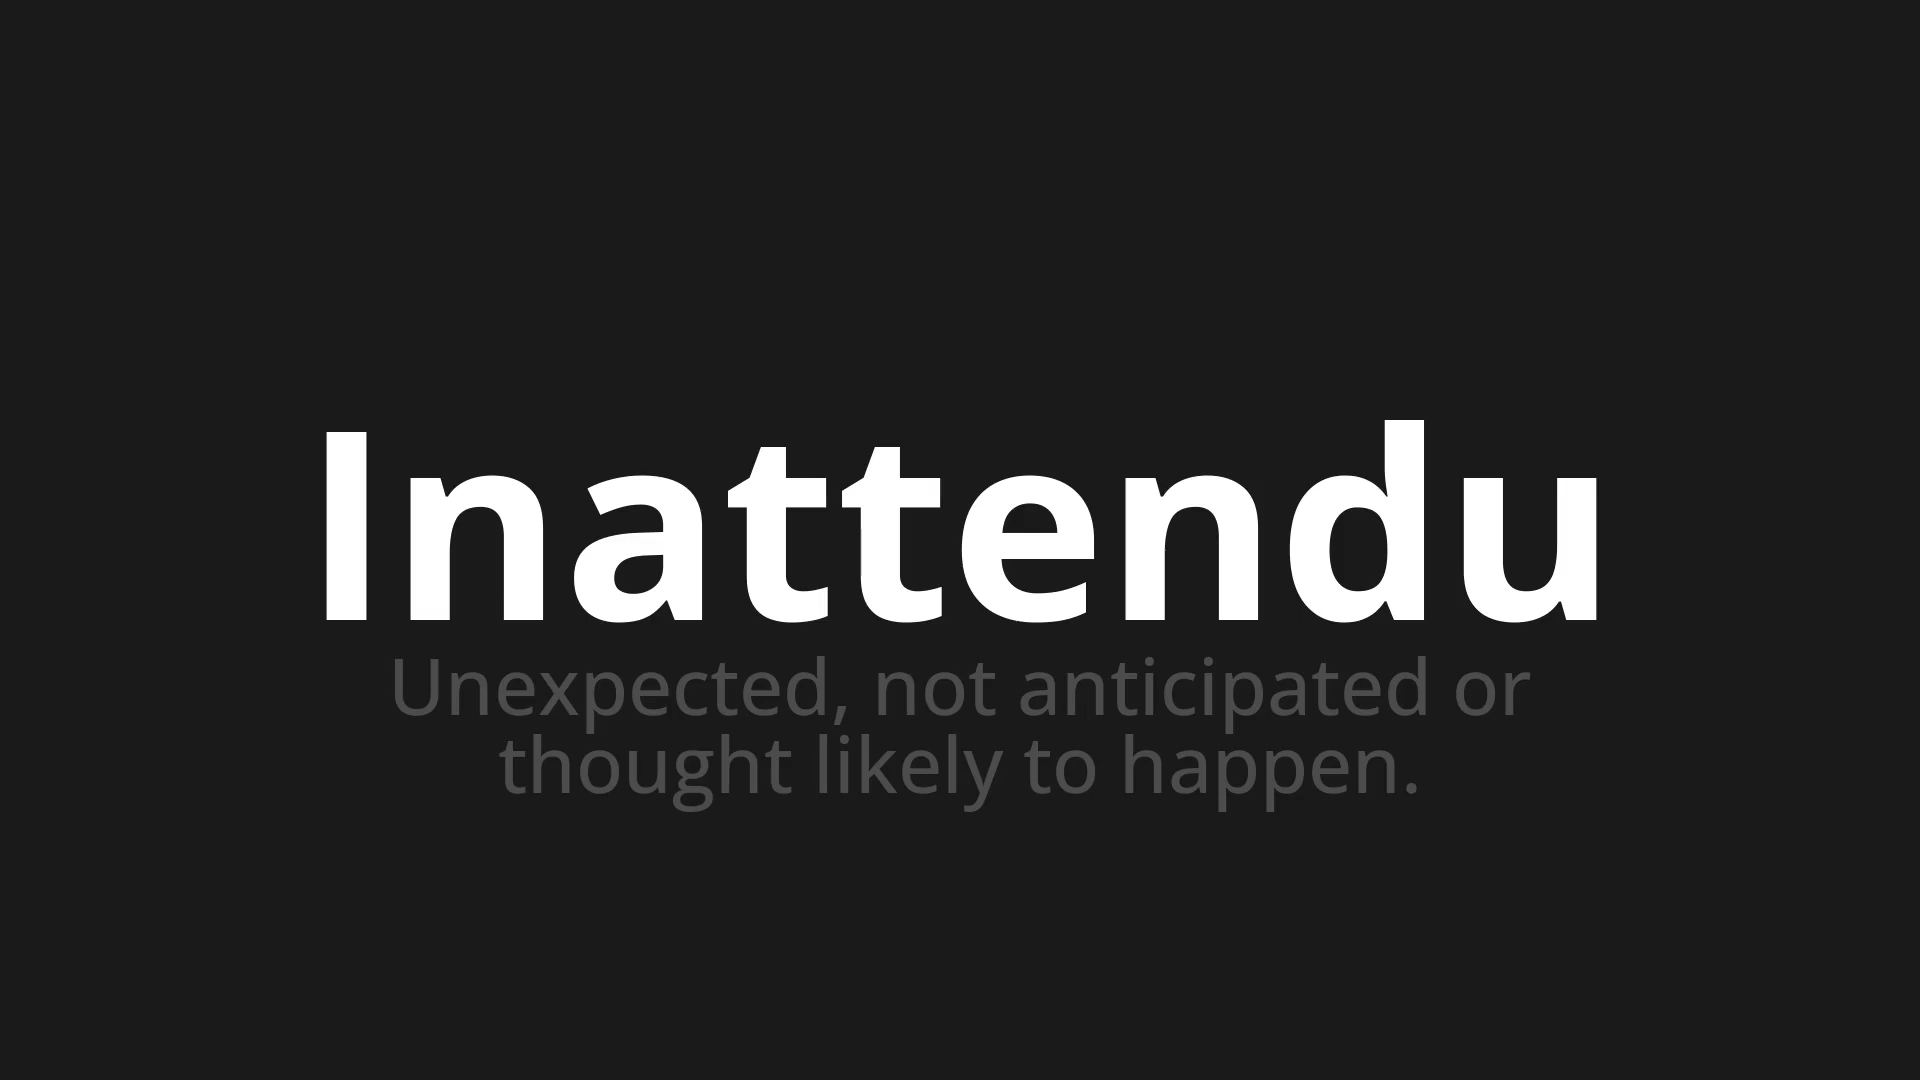 Inattendu
Unexpected, not anticipated or
thought likely to happen.